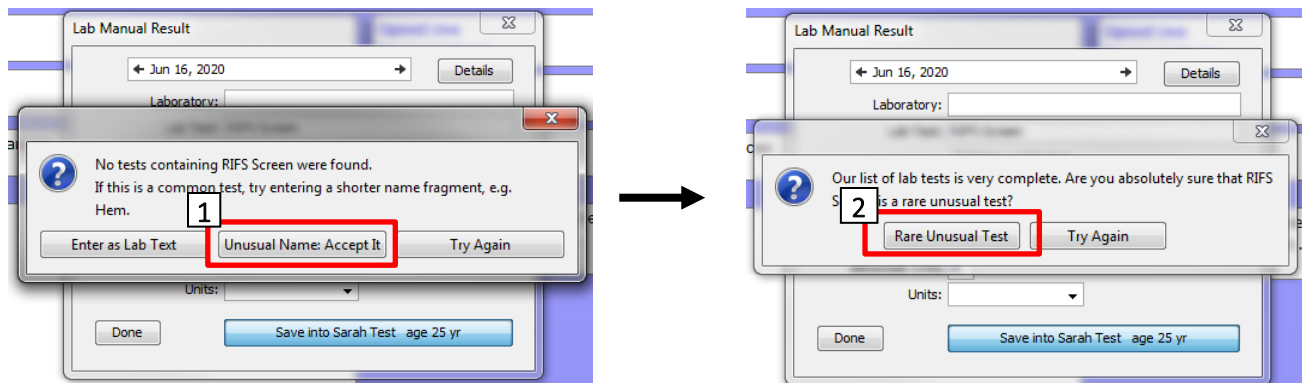 Lab Manual Result
Jun 16, 2020
Details
Laboratory:
No tests containing RIFS Screen were found.
If this is a common test, try entering a shorter name fragment, e.g.
Hem.
1
Enter as Lab Text
Unusual Name: Accept It
Try Again
Units:
Done
Save into Sarah Test age 25 yr
Lab Manual Result
Jun 16, 2020
Details
Laboratory:
Our list of lab tests is very complete. Are you absolutely sure that RIFS
is a rare unusual test?
2
Rare Unusual Test
Try Again
Units:
Done
Save into Sarah Test age 25 yr